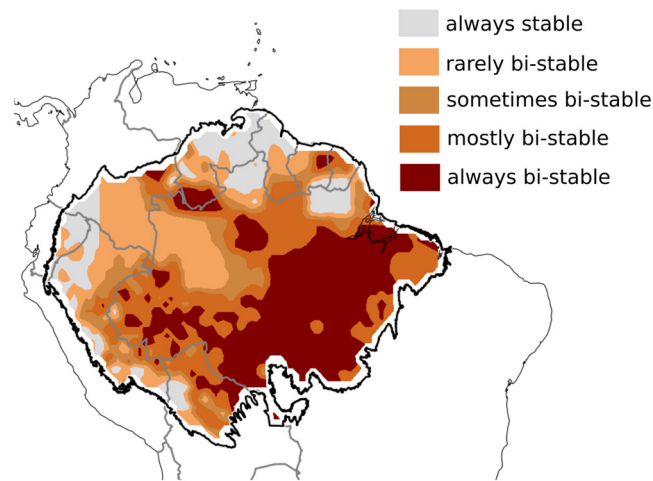 always stable
rarely bi-stable
sometimes bi-stable
mostly bi-stable
always bi-stable